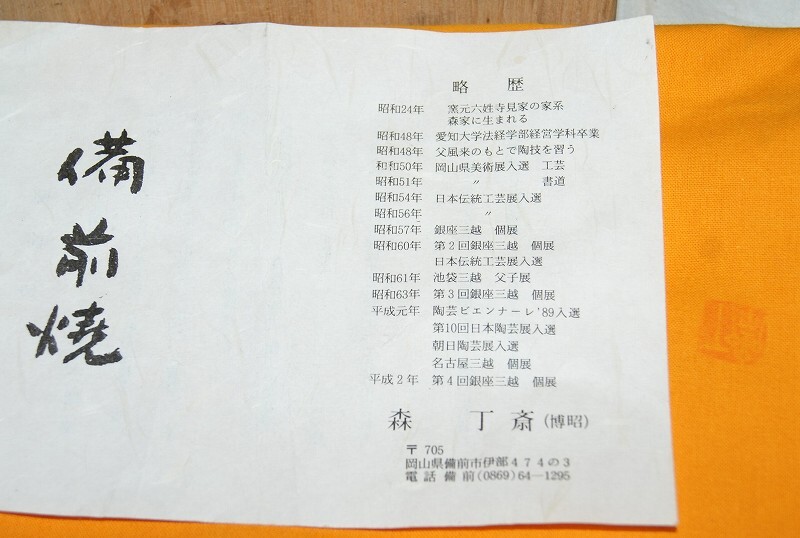 備前焼
略歴
昭和24年 窯元六姓寺見家の家系
森家に生まれる
昭和48年 愛知大学法経学部経営学科卒業
昭和48年 父風来のもとで陶技を習う
和和50年 岡山県美術展入選 工芸
昭和51年 〃 書道
昭和54年 日本伝統工芸展入選
昭和56年 〃
昭和57年 銀座三越 個展
昭和60年 第2回銀座三越 個展
日本伝統工芸展入選
昭和61年 池袋三越 父子展
昭和63年 第3回銀座三越 個展
平成元年 陶芸ビエンナーレ'89入選
第10回日本陶芸展入選
朝日陶芸展入選
名古屋三越 個展
平成2年 第4回銀座三越 個展
森 丁斎(博昭)
〒705
岡山県備前市伊部474の3
電話備前(0869)64-1295